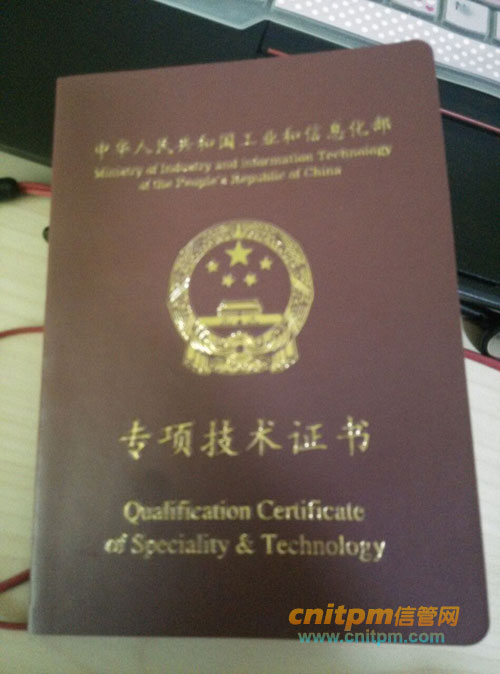 中华人民共和国工业和信息化部
Ministry of Industry and Information Technology
of the People's Republic of China
专项技术证书
Qualification Certificate
of Speciality & Technology
cnitpm信管网
www.cnitpm.com